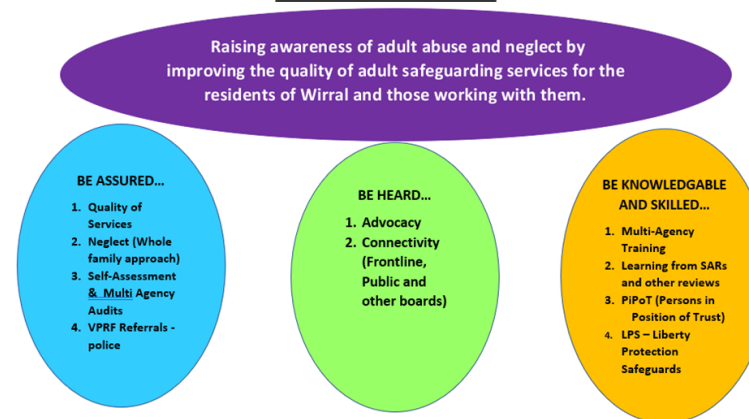 Raising awareness of adult abuse and neglect by
improving the quality of adult safeguarding services for the
residents of Wirral and those working with them.
BE ASSURED…
1. Quality of
Services
2. Neglect (Whole
family approach)
3. Self-Assessment
& Multi Agency
Audits
4. VPRF Referrals -
police
BE HEARD…
1. Advocacy
2. Connectivity
(Frontline,
Public and
other boards)
BE KNOWLEDGABLE
AND SKILLED…
1. Multi-Agency
Training
2. Learning from SARs
and other reviews
3. PiPoT (Persons in
Position of Trust)
4. LPS – Liberty
Protection
Safeguards